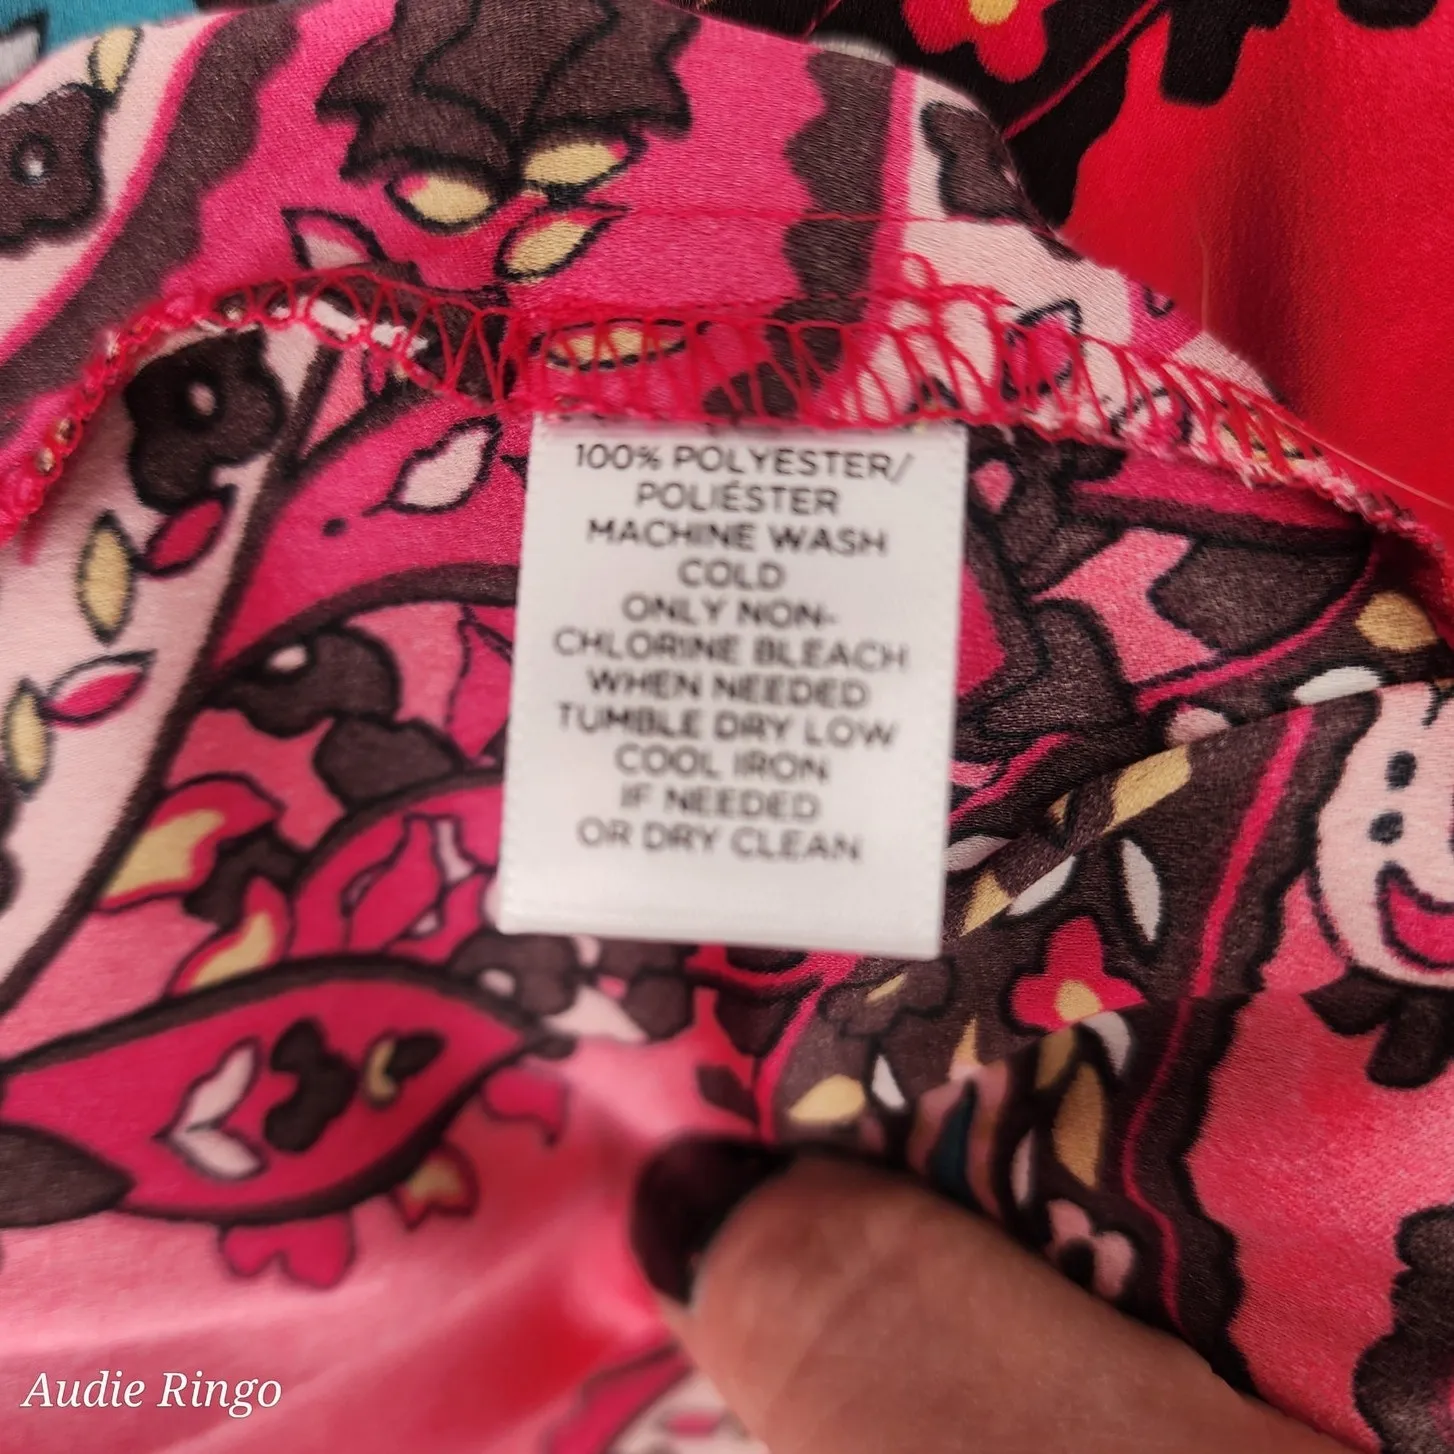 100% POLYESTER/
POLIÉSTER
MACHINE WASH
COLD
ONLY NON-
CHLORINE BLEACH
WHEN NEEDED
TUMBLE DRY LOW
COOL IRON
IF NEEDED
OR DRY CLEAN
Audie Ringo